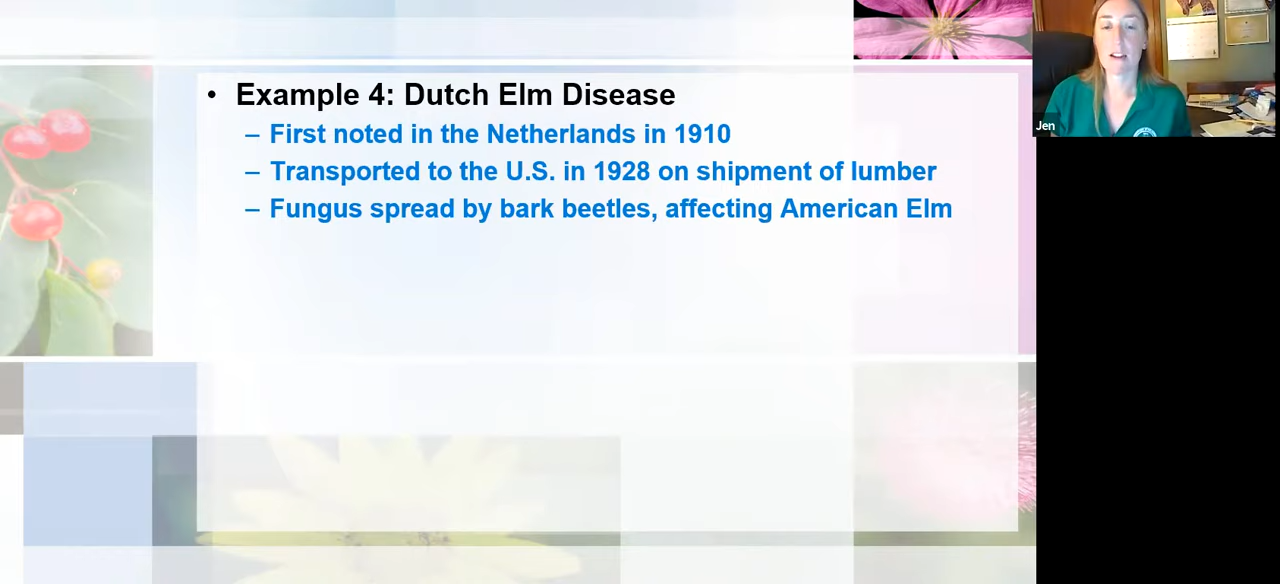 • Example 4: Dutch Elm Disease
– First noted in the Netherlands in 1910
– Transported to the U.S. in 1928 on shipment of lumber
– Fungus spread by bark beetles, affecting American Elm
Jen